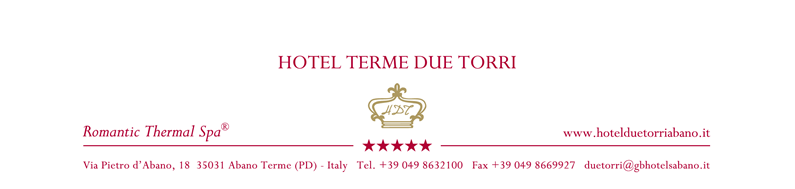 HOTEL TERME DUE TORRI
HDT
Romantic Thermal Spa®
www.hotelduetorriabano.it
Via Pietro d'Abano, 18 35031 Abano Terme (PD) - Italy Tel. +39 049 8632100 Fax +39 049 8669927 duetorri@gbhotelsabano.it